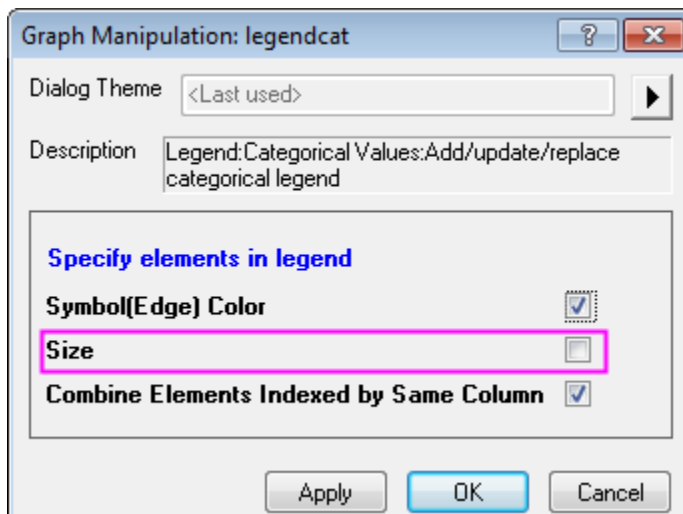 Graph Manipulation: legendcat
Dialog Theme <Last used>
Description Legend:Categorical Values:Add/update/replace
categorical legend
Specify elements in legend
Symbol(Edge) Color
Size
Combine Elements Indexed by Same Column
Apply OK Cancel